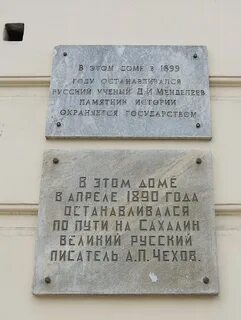 В ЭТОМ ДОМЕ В 1899
ГОДУ ОСТАНАВЛИВАЛСЯ
РУССКИЙ УЧЕНЫЙ Д.И МЕНДЕЛЕЕВ
ПАМЯТНИК ИСТОРИИ
ОХРАНЯЕТСЯ ГОСУДАРСТВОМ
В ЭТОМ ДОМЕ
В АПРЕЛЕ 1890 ГОДА
ОСТАНАВЛИВАЛСЯ
ПО ПУТИ НА САХАЛИН
ВЕЛИКИЙ РУССКИЙ
ПИСАТЕЛЬ А.П.ЧЕХОВ.